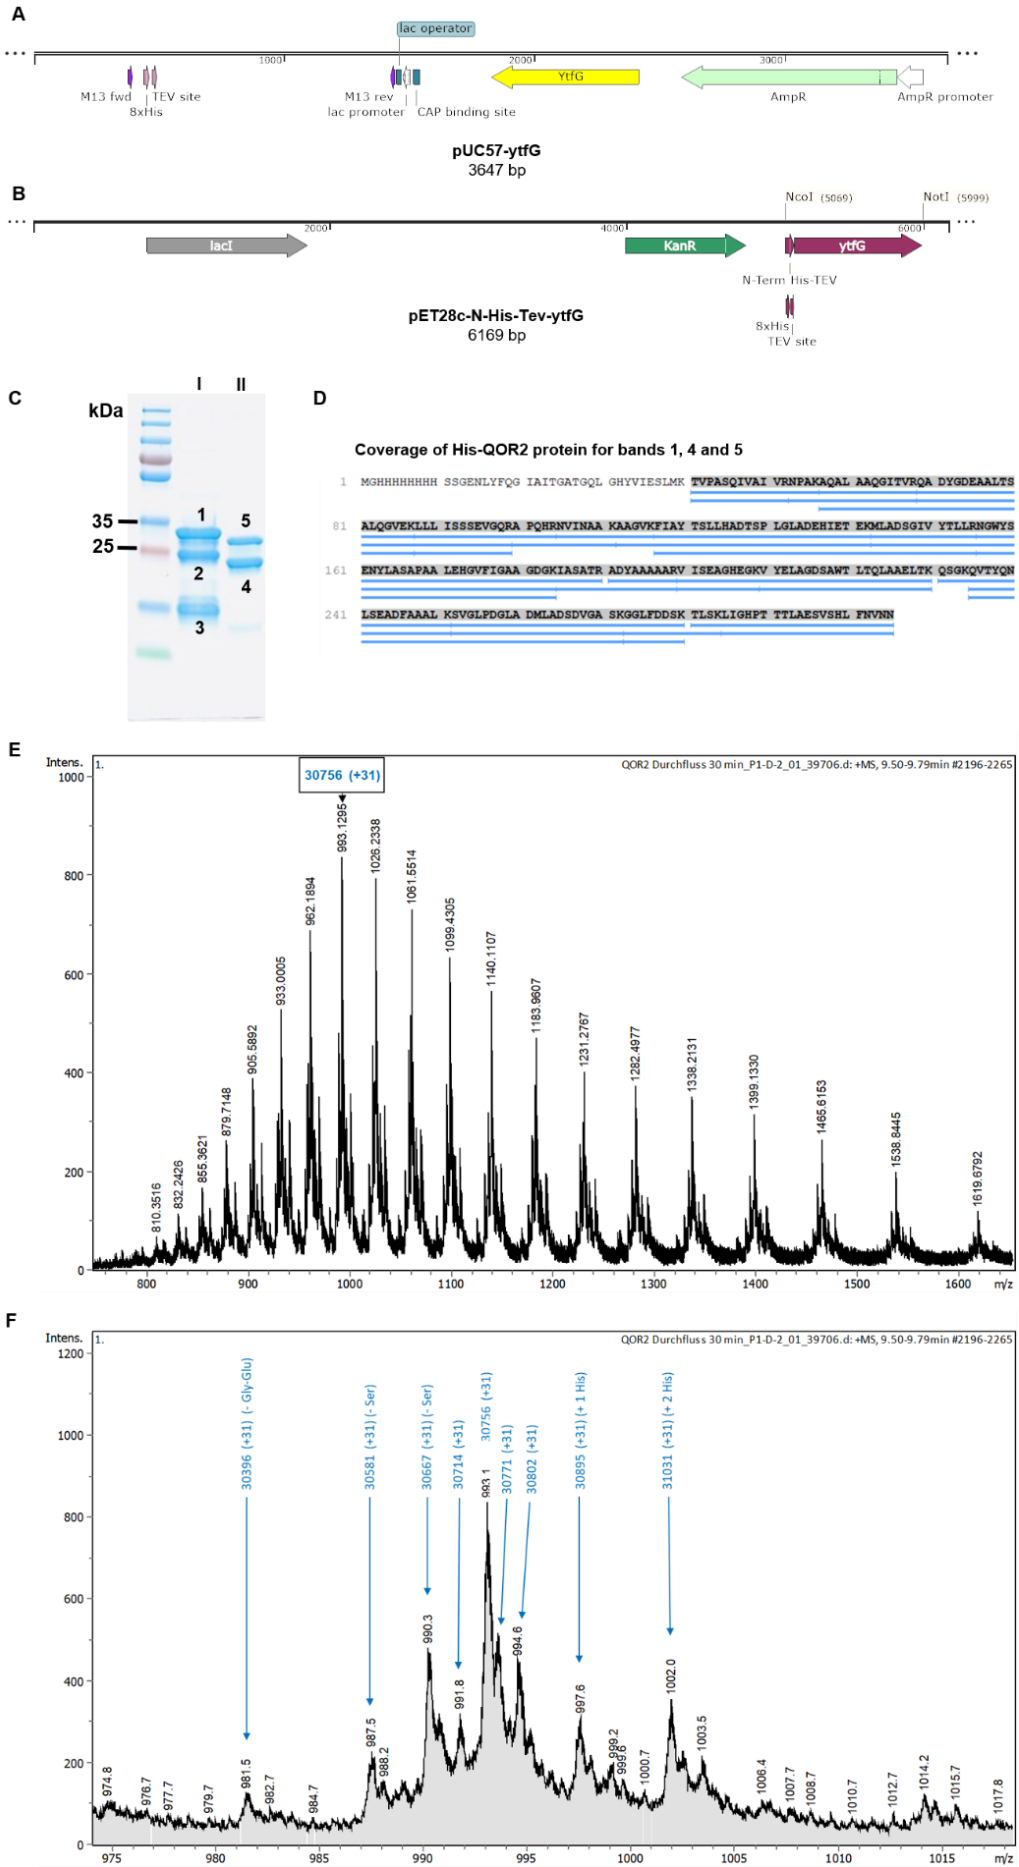 A
lac operator
1000
2000
3000
YtfG
AmpR
M13 fwd
TEV site
8xHis
M13 rev
lac promoter
CAP binding site
AmpR promoter
pUC57-ytfG
3647 bp
B
NcoI (5069)
NotI (5999)
2000
4000
6000
lacI
KanR
ytfG
N-Term His-TEV
8xHis
TEV site
pET28c-N-His-Tev-ytfG
6169 bp
C
I II
kDa
35
25
1
2
3
5
4
D
Coverage of His-QOR2 protein for bands 1, 4 and 5
1 MGHHHHHHHH SSGENLYFQG IAITGATGQL GHYVIESLMK TVPASQIVAI VRNPAKAQAL AAQGITVRQA DYGDEAALTS
81 ALQGVEKLLL ISSSEVGQRA PQHRNVINAA KAAGVKFIAY TSLLHADTSP LGLADEHIET EKMLADSGIV YTLLRNGWYS
161 ENYLASAPAA LEHGVFIGAA GDGKIASATR ADYAAAAARV ISEAGHEGKV YELAGDSAWT LTQLAAELTK QSGKQVTYQN
241 LSEADFAAAL KSVGLPDGLA DMLADSDVGA SKGGLFDDSK TLSKLIGHPT TTLAESVSHL FNVNN
E
Intens.
1.
QOR2 Durchfluss 30 min_P1-D-2_01_39706.d: +MS, 9.50-9.79min #2196-2265
1000
800
600
400
200
0
30756 (+31)
810.3516
832.2426
855.3621
879.7148
905.5892
933.0005
962.1894
993.1295
1026.2338
1061.5514
1099.4305
1140.1107
1183.9607
1231.2767
1282.4977
1338.2131
1399.1330
1465.6153
1538.8445
1619.6792
800 900 1000 1100 1200 1300 1400 1500 1600 m/z
F
Intens.
1.
QOR2 Durchfluss 30 min_P1-D-2_01_39706.d: +MS, 9.50-9.79min #2196-2265
1200
1000
800
600
400
200
0
30396 (+31) (- Gly-Glu)
30581 (+31) (- Ser)
30667 (+31) (- Ser)
30714 (+31)
30756 (+31)
30771 (+31)
30802 (+31)
30895 (+31) (+ 1 His)
31031 (+31) (+ 2 His)
974.8
976.7
977.7
979.7
981.5
982.7
984.7
987.5
988.2
990.3
991.8
993.1
994.6
997.6
999.2
999.6
1000.7
1002.0
1003.5
1006.4
1007.7
1008.7
1010.7
1012.7
1014.2
1015.7
1017.8
975 980 985 990 995 1000 1005 1010 1015 m/z